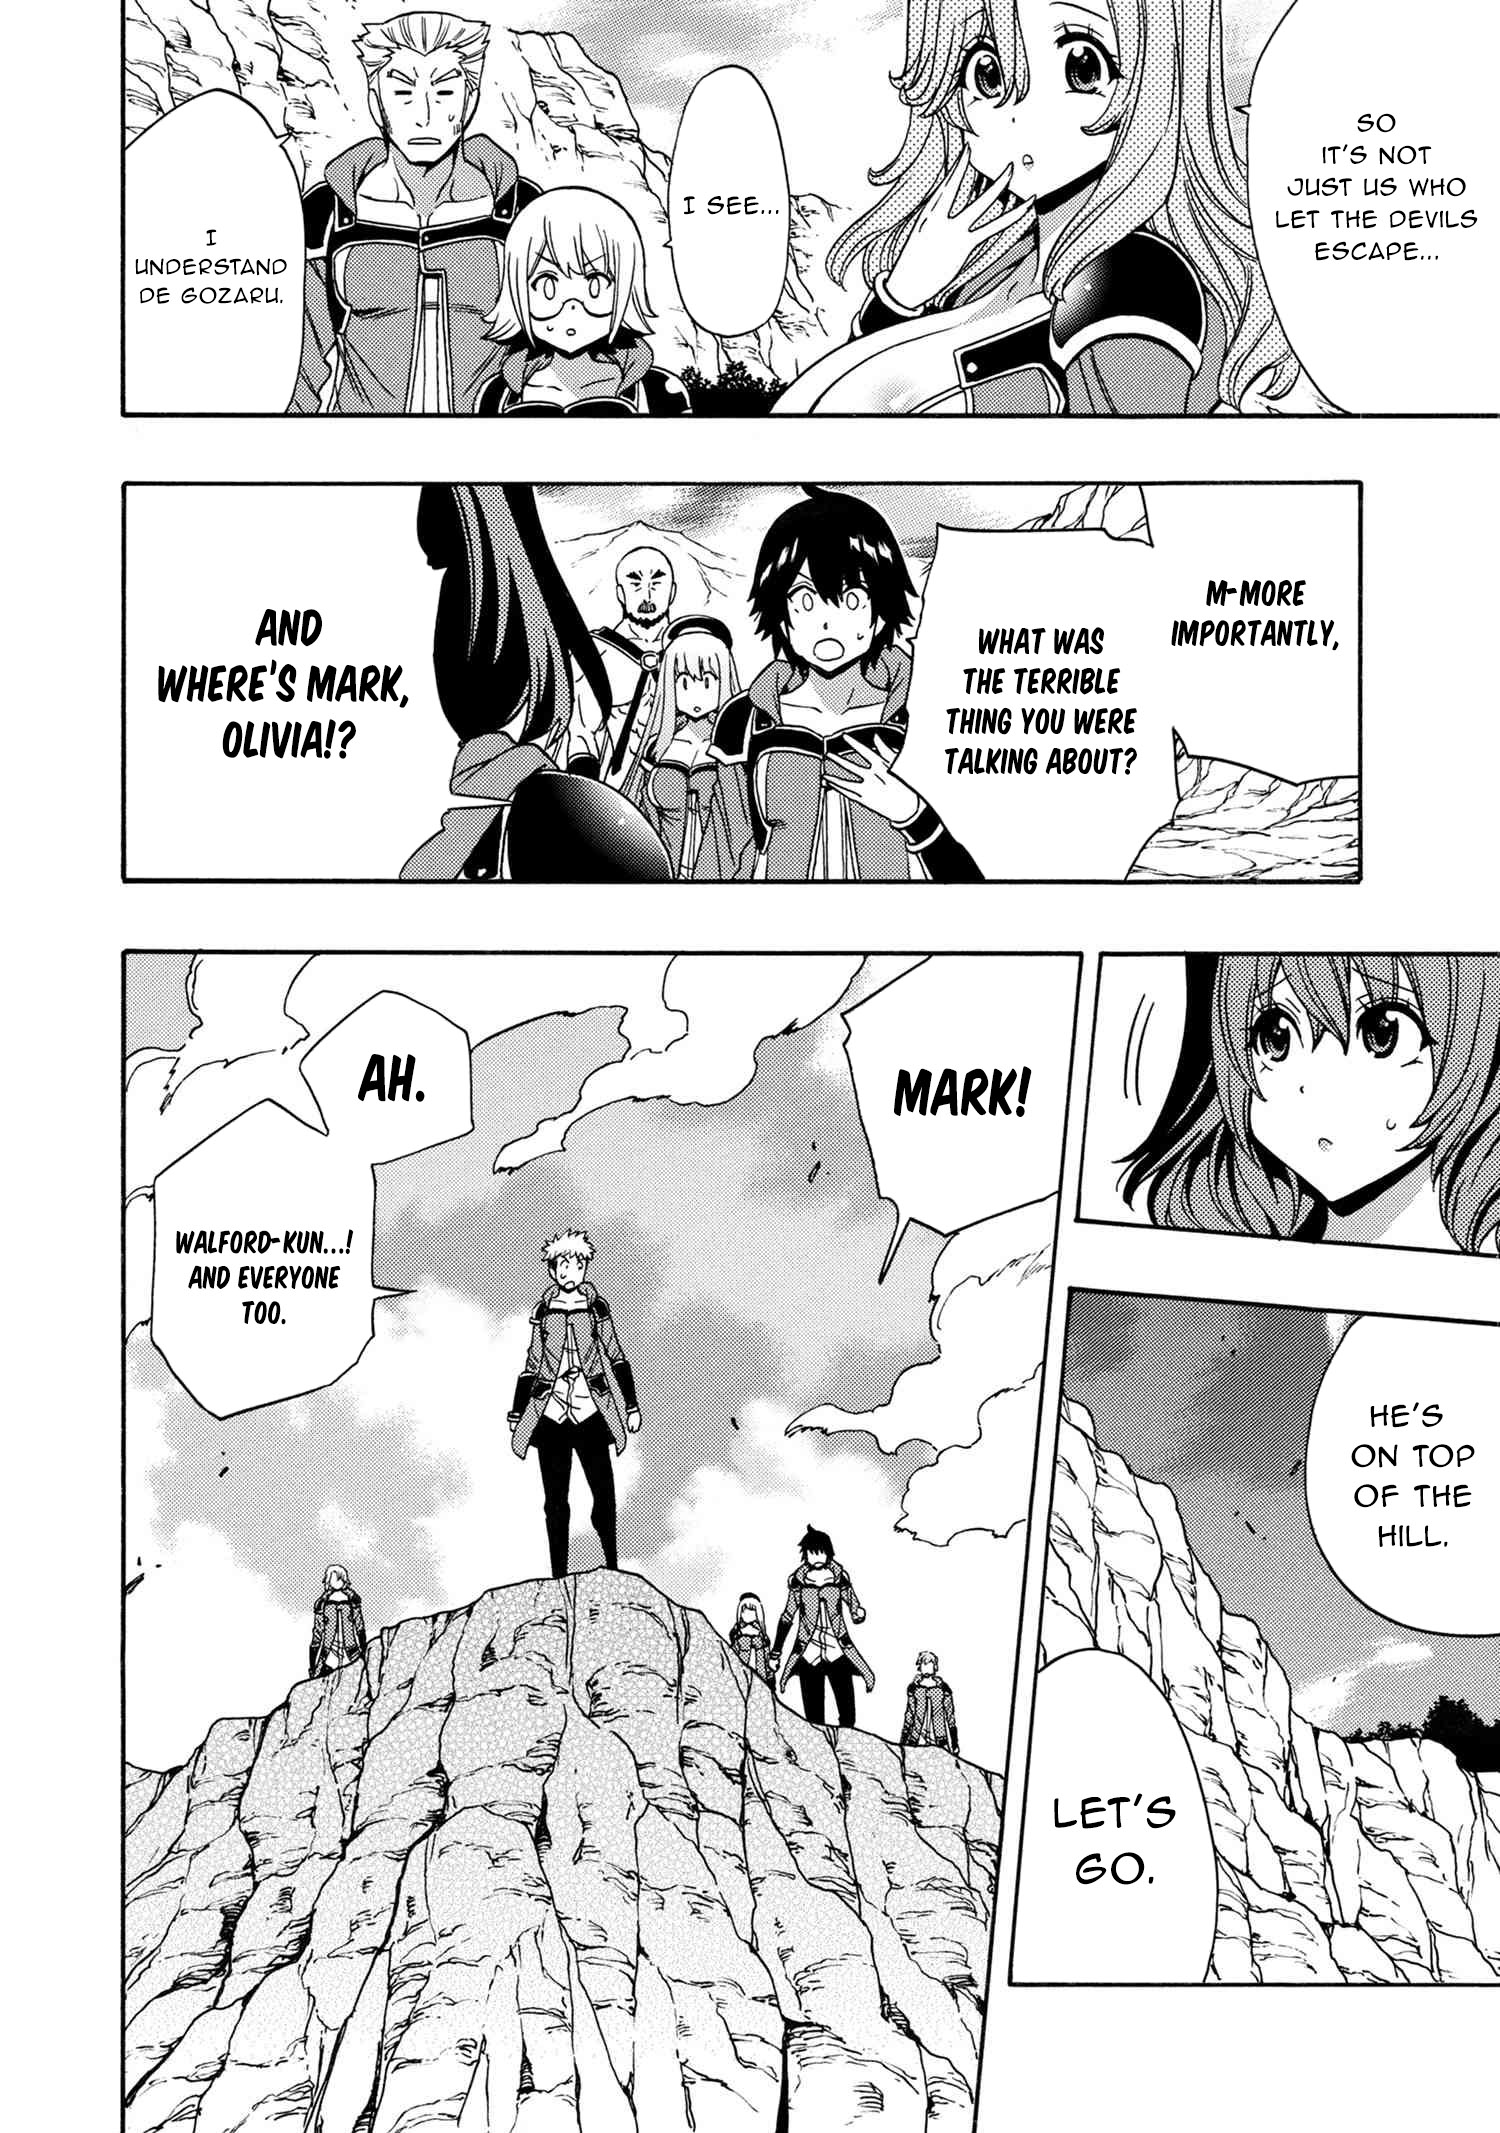 SO
IT'S NOT
JUST US WHO
LET THE DEVILS
ESCAPE...
I SEE...
I
UNDERSTAND
DE GOZARU.
M-MORE
IMPORTANTLY,
WHAT WAS
THE TERRIBLE
THING YOU WERE
TALKING ABOUT?
AND
WHERE'S MARK,
OLIVIA!?
HE'S
ON TOP
OF THE
HILL.
LET'S
GO.
MARK!
AH.
WALFORD-KUN...!
AND EVERYONE
TOO.